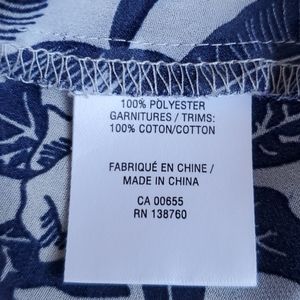 100% POLYESTER
GARNITURES / TRIMS:
100% COTON/COTTON
FABRIQUÉ EN CHINE /
MADE IN CHINA
CA 00655
RN 138760